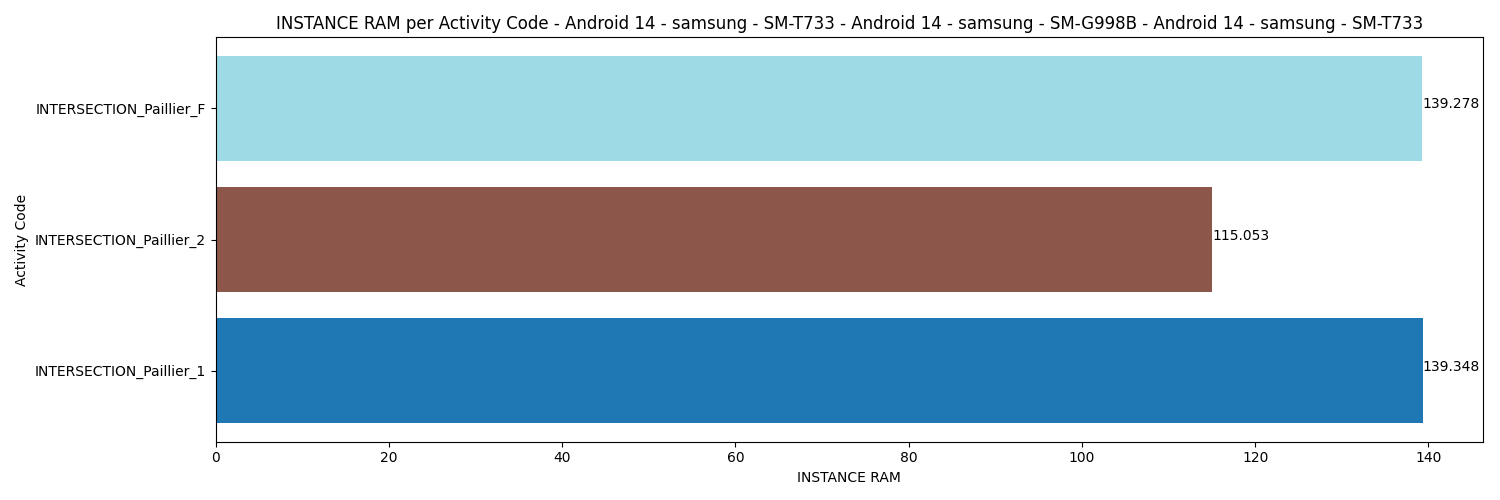 INSTANCE RAM per Activity Code - Android 14 - samsung - SM-T733 - Android 14 - samsung - SM-G998B - Android 14 - samsung - SM-T733
INTERSECTION_Paillier_F
139.278
INTERSECTION_Paillier_2
115.053
INTERSECTION_Paillier_1
139.348
Activity Code
0 20 40 60 80 100 120 140
INSTANCE RAM